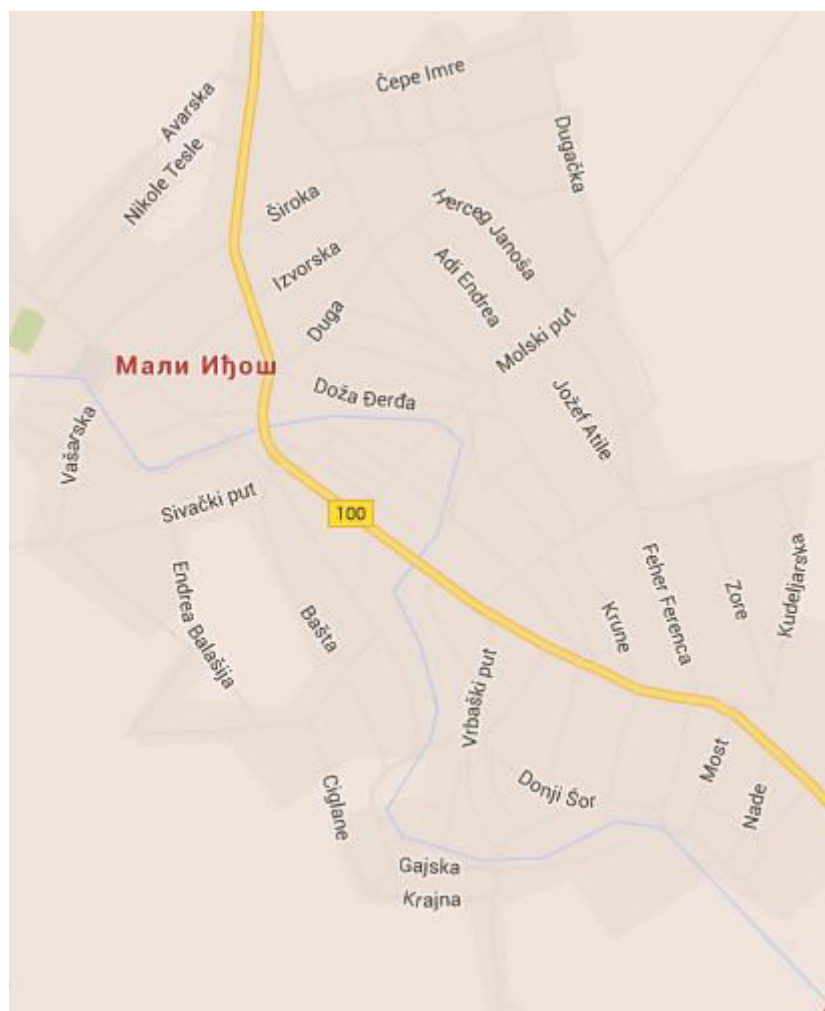 Čepe Imre
Avarska
Dugačka
Nikole Tesle
Široka
Herceg Janoša
Izvorska
Adi Endrea
Duga
Molski put
Мали Иђош
Doža Đerđa
Jožef Atile
Vašarska
Sivački put
100
Endrea Balašija
Bašta
Feher Ferenca
Zore
Kudeljarska
Krune
Vrbaški put
Most
Donji Šor
Ciglane
Nade
Gajska
Krajna